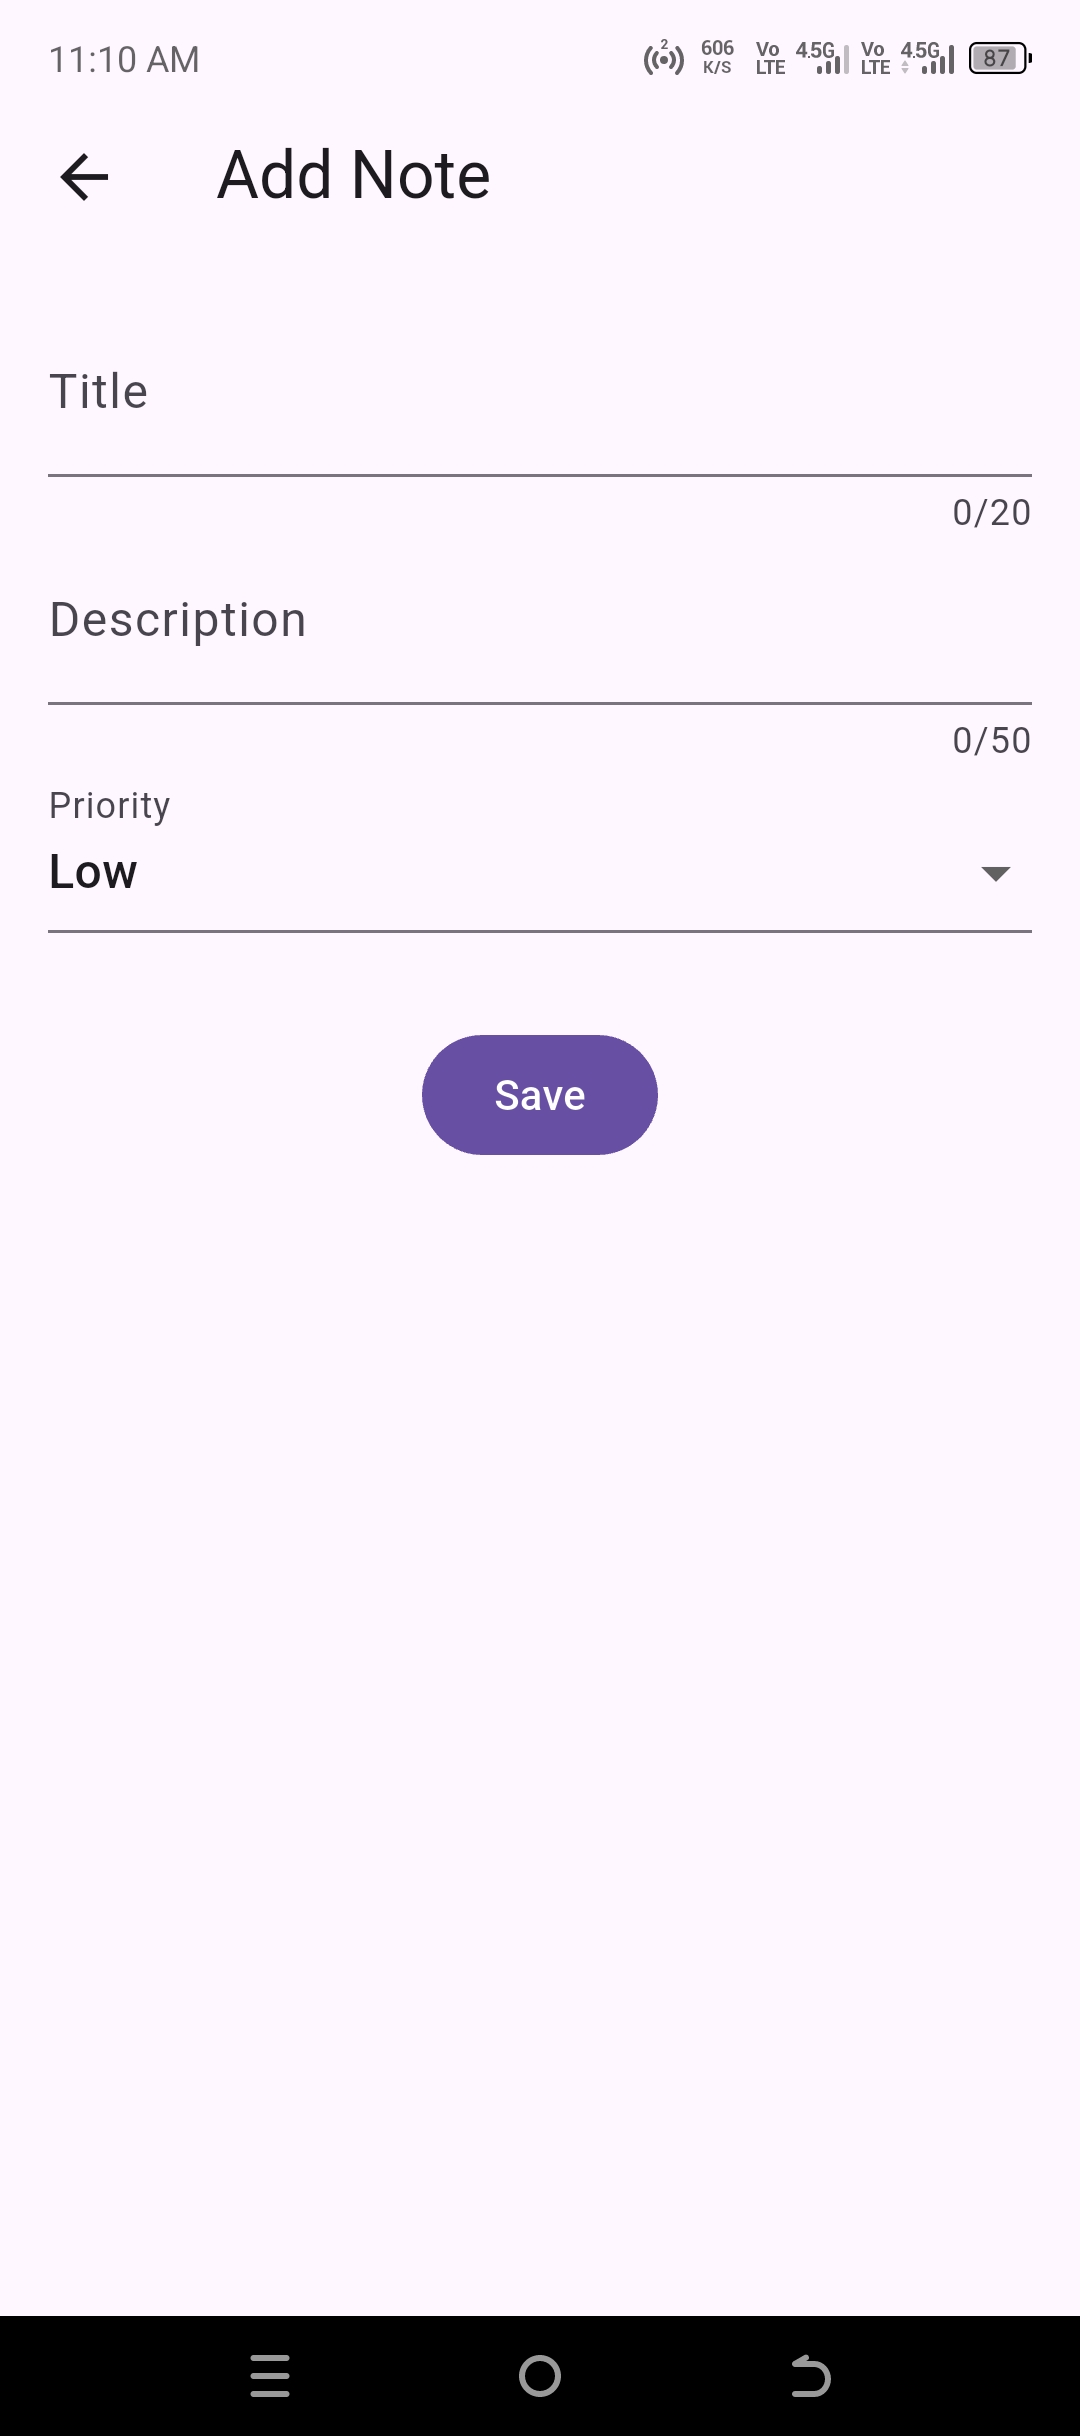 11:10 AM 2 606 K/S Vo LTE 4.5G Vo LTE 4.5G 87
Add Note
Title
0/20
Description
0/50
Priority
Low
Save